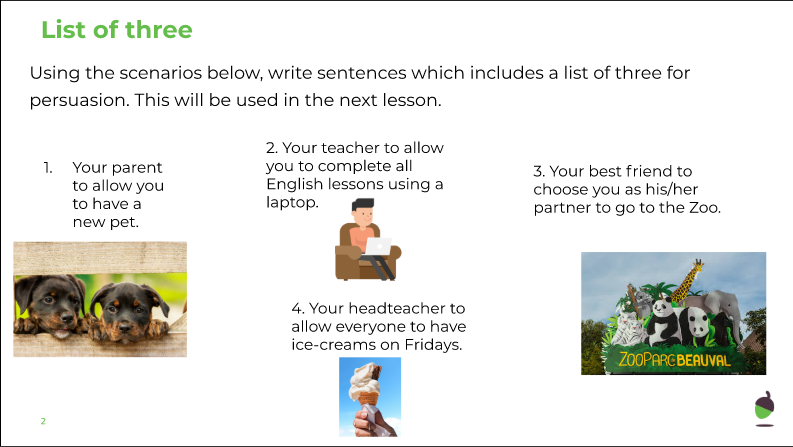 List of three
Using the scenarios below, write sentences which includes a list of three for
persuasion. This will be used in the next lesson.
1. Your parent
to allow you
to have a
new pet.
2. Your teacher to allow
you to complete all
English lessons using a
laptop.
3. Your best friend to
choose you as his/her
partner to go to the Zoo.
4. Your headteacher to
allow everyone to have
ice-creams on Fridays.
ZOOPARC BEAUVAL
2